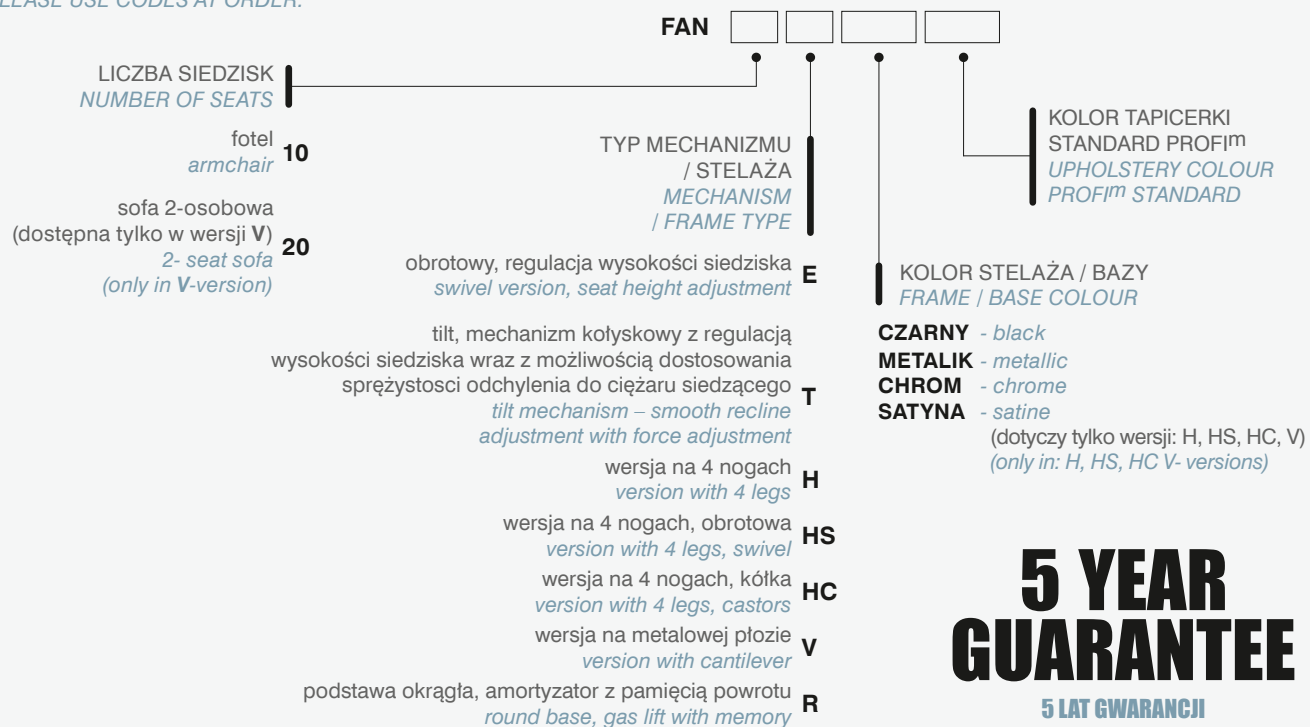 LEASE USE CODES AT ORDER:
FAN
LICZBA SIEDZISK
NUMBER OF SEATS
fotel
armchair
10
sofa 2-osobowa
(dostępna tylko w wersji V)
2- seat sofa
(only in V-version)
20
TYP MECHANIZMU
/ STELAŻA
MECHANISM
/ FRAME TYPE
obrotowy, regulacja wysokości siedziska
swivel version, seat height adjustment
E
tilt, mechanizm kołyskowy z regulacją
wysokości siedziska wraz z możliwością dostosowania
sprężystosci odchylenia do ciężaru siedzącego
tilt mechanism – smooth recline
adjustment with force adjustment
T
wersja na 4 nogach
version with 4 legs
H
wersja na 4 nogach, obrotowa
version with 4 legs, swivel
HS
wersja na 4 nogach, kółka
version with 4 legs, castors
HC
wersja na metalowej płozie
version with cantilever
V
podstawa okrągła, amortyzator z pamięcią powrotu
round base, gas lift with memory
R
KOLOR STELAŻA / BAZY
FRAME / BASE COLOUR
CZARNY - black
METALIK - metallic
CHROM - chrome
SATYNA - satine
(dotyczy tylko wersji: H, HS, HC, V)
(only in: H, HS, HC V- versions)
KOLOR TAPICERKI
STANDARD PROFIm
UPHOLSTERY COLOUR
PROFIm STANDARD
5 YEAR
GUARANTEE
5 LAT GWARANCJI